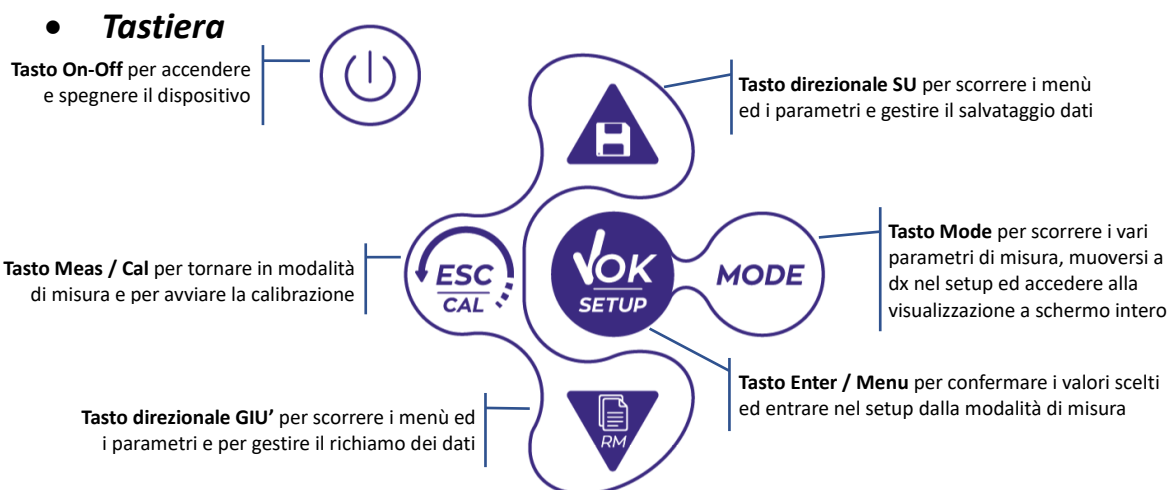 • Tastiera
Tasto On-Off per accendere
e spegnere il dispositivo
Tasto direzionale SU per scorrere i menù
ed i parametri e gestire il salvataggio dati
Tasto Meas / Cal per tornare in modalità
di misura e per avviare la calibrazione
ESC
CAL
OK
SETUP
MODE
Tasto Mode per scorrere i vari
parametri di misura, muoversi a
dx nel setup ed accedere alla
visualizzazione a schermo intero
Tasto Enter / Menu per confermare i valori scelti
ed entrare nel setup dalla modalità di misura
Tasto direzionale GIU’ per scorrere i menù ed
i parametri e per gestire il richiamo dei dati
RM